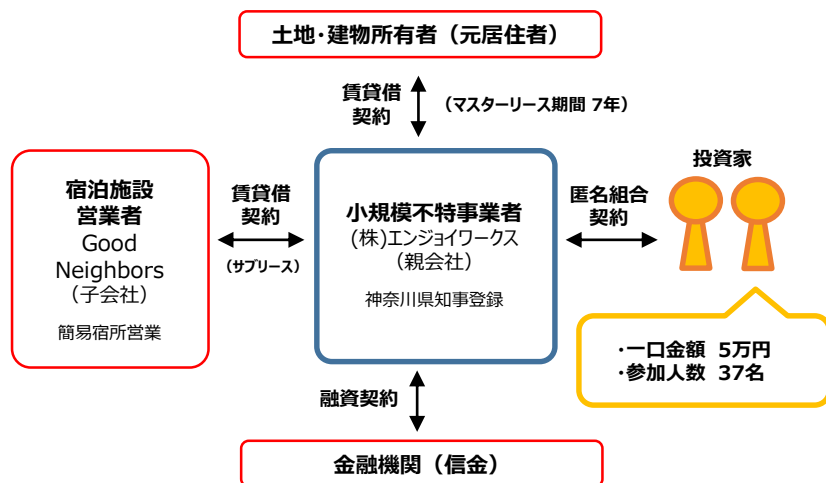 土地・建物所有者（元居住者）
賃貸借
契約
（マスターリース期間 7年）
宿泊施設
営業者
Good
Neighbors
（子会社）
簡易宿所営業
賃貸借
契約
（サブリース）
小規模不特事業者
(株)エンジョイワークス
（親会社）
神奈川県知事登録
匿名組合
契約
投資家
・一口金額 5万円
・参加人数 37名
融資契約
金融機関（信金）